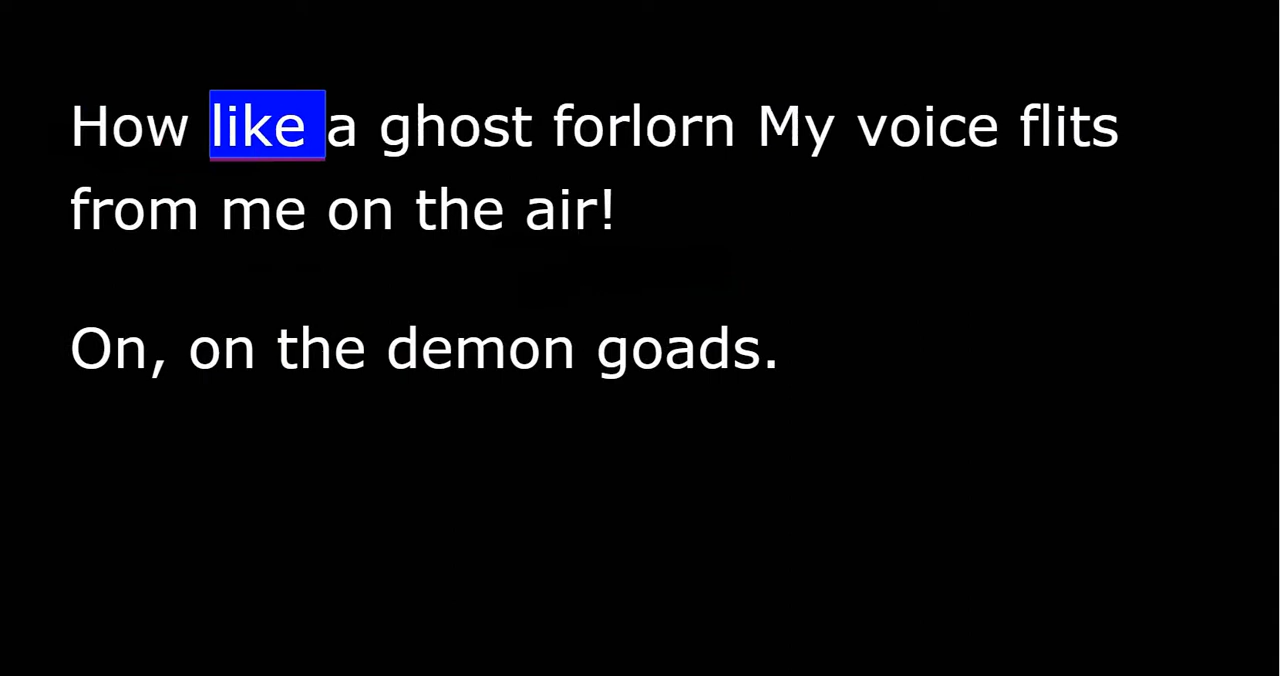 How like a ghost forlorn My voice flits
from me on the air!
On, on the demon goads.